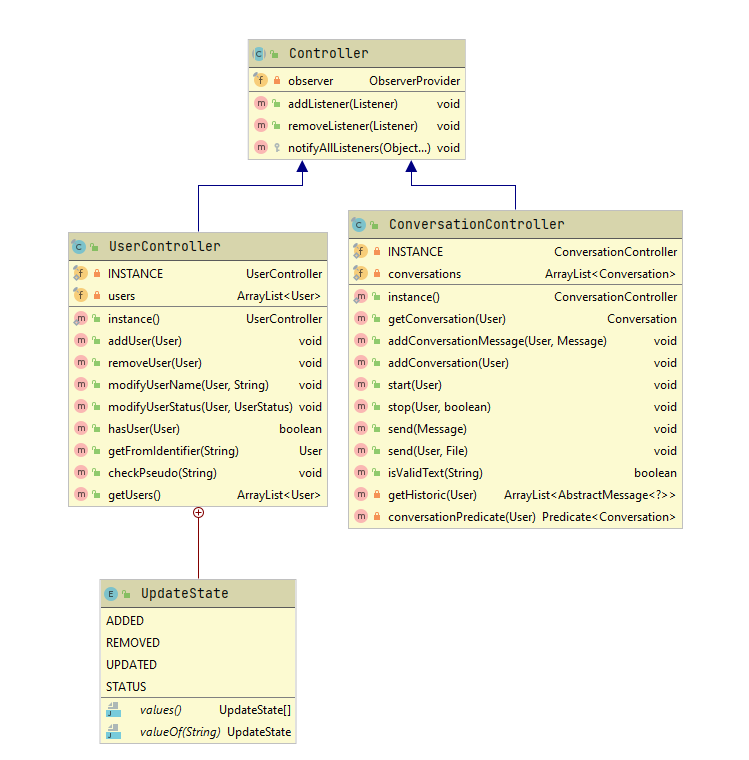 Controller
observer ObserverProvider
addListener(Listener) void
removeListener(Listener) void
notifyAllListeners(Object...) void
UserController
INSTANCE UserController
users ArrayList<User>
instance() UserController
addUser(User) void
removeUser(User) void
modifyUserName(User, String) void
modifyUserStatus(User, UserStatus) void
hasUser(User) boolean
getFromIdentifier(String) User
checkPseudo(String) void
getUsers() ArrayList<User>
ConversationController
INSTANCE ConversationController
conversations ArrayList<Conversation>
instance() ConversationController
getConversation(User) Conversation
addConversationMessage(User, Message) void
addConversation(User) void
start(User) void
stop(User, boolean) void
send(Message) void
send(User, File) void
isValidText(String) boolean
getHistoric(User) ArrayList<AbstractMessage<?>>
conversationPredicate(User) Predicate<Conversation>
UpdateState
ADDED
REMOVED
UPDATED
STATUS
values() UpdateState[]
valueOf(String) UpdateState